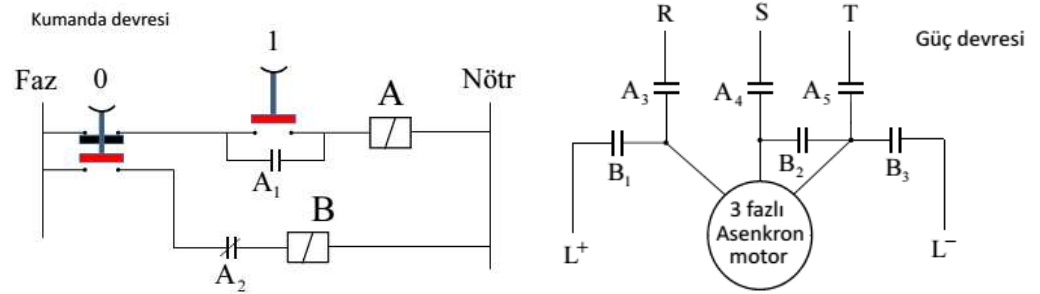 Kumanda devresi
Faz 0 1 A Nötr
A₁
B
A₂
R S T
Güç devresi
A₃ A₄ A₅
B₁ B₂ B₃
3 fazlı
Asenkron
motor
L⁺ L⁻